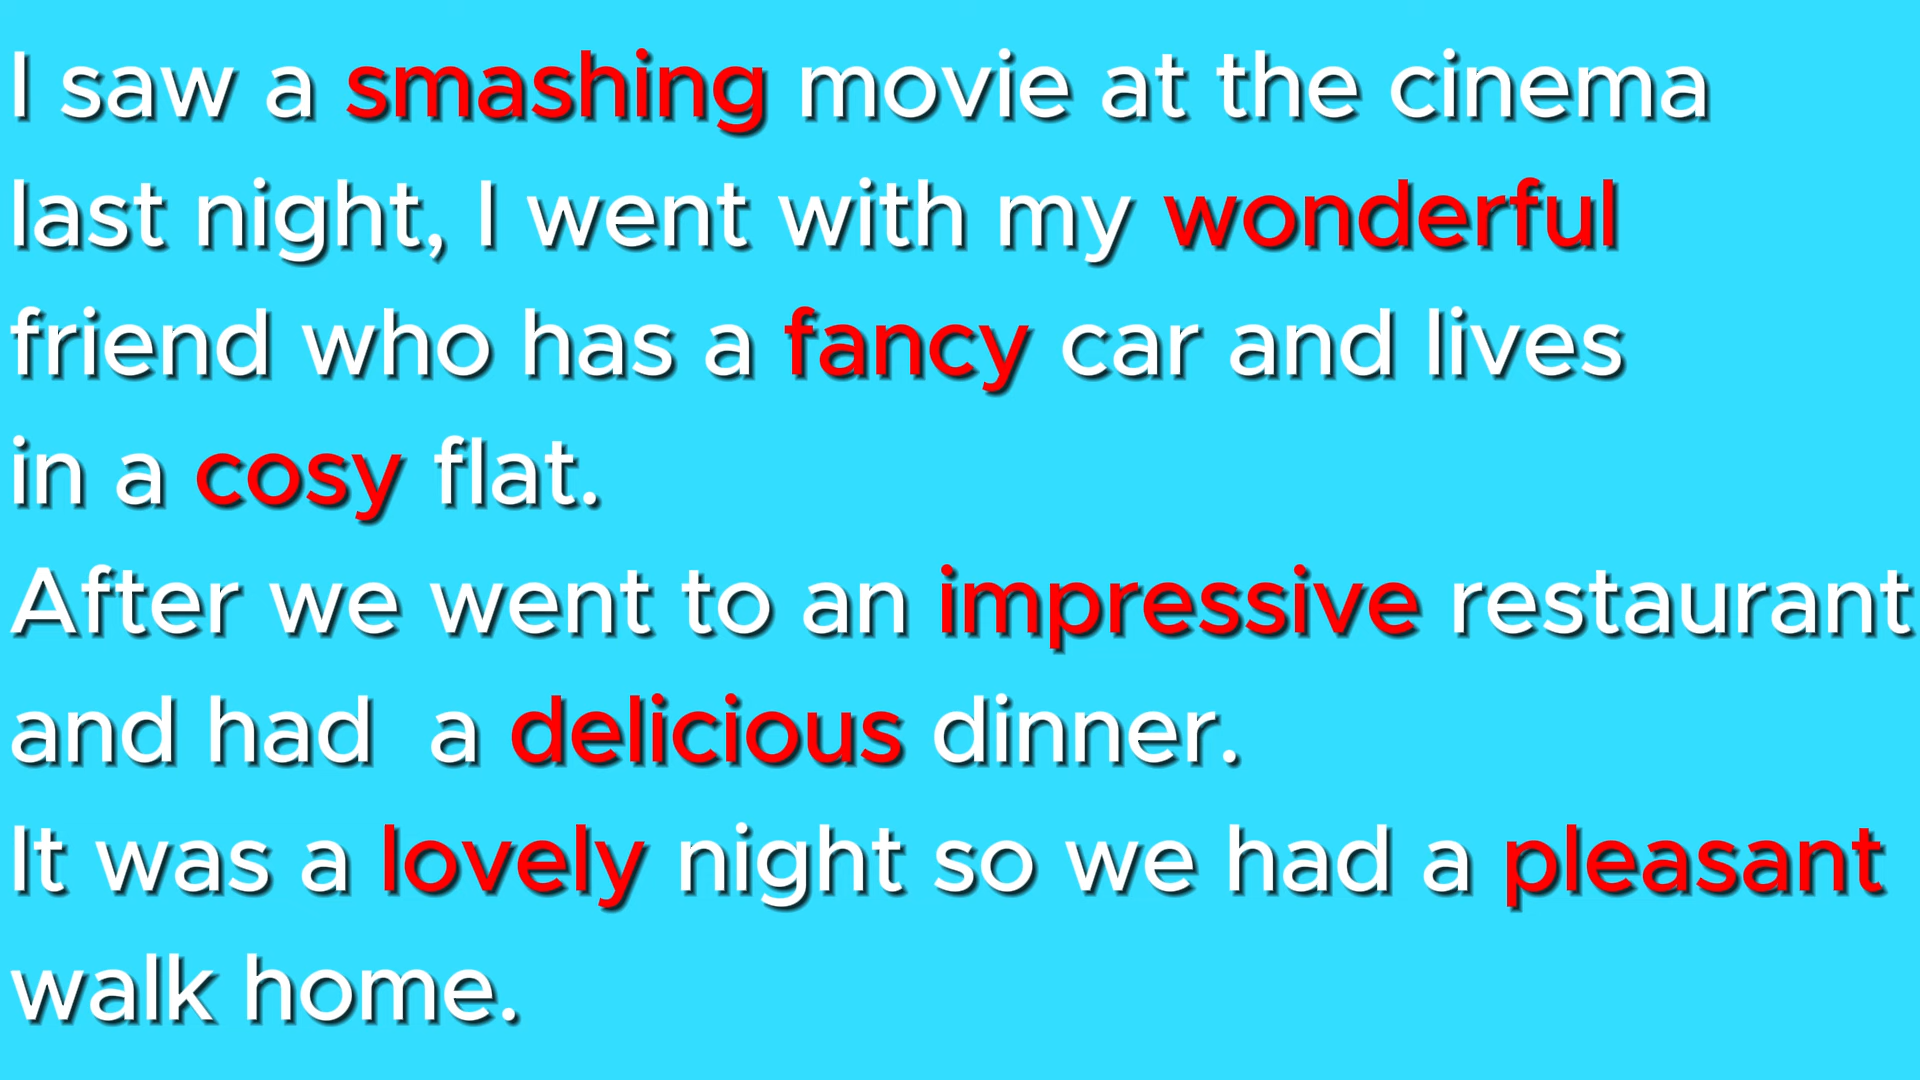 I saw a smashing movie at the cinema
last night, I went with my wonderful
friend who has a fancy car and lives
in a cosy flat.
After we went to an impressive restaurant
and had  a delicious dinner.
It was a lovely night so we had a pleasant
walk home.